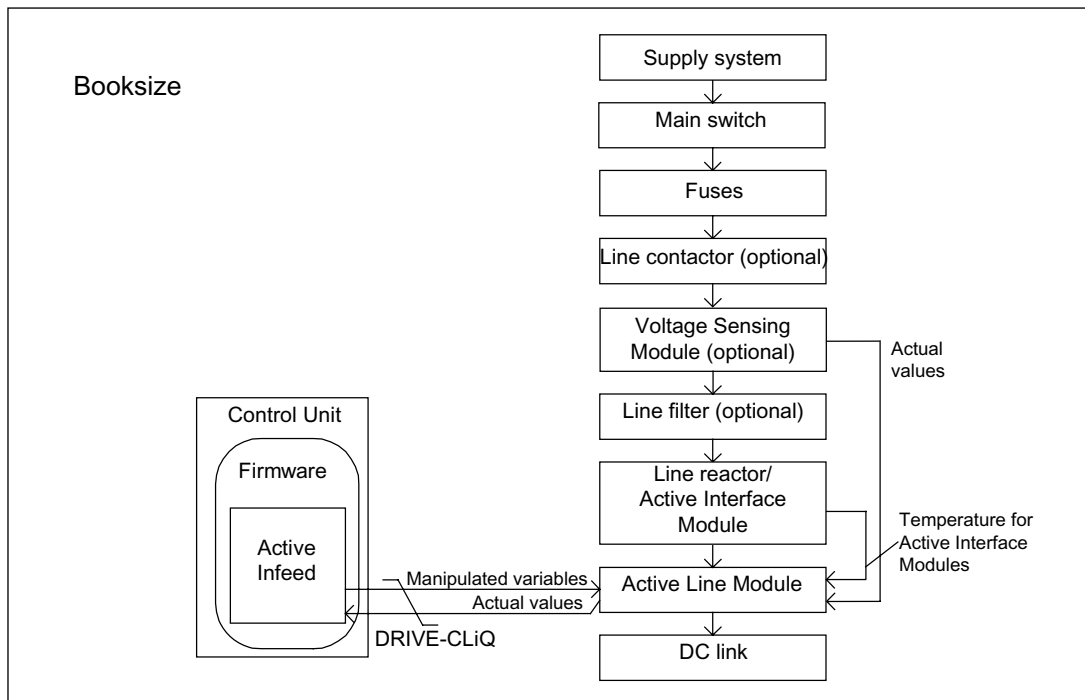 Booksize
Supply system
Main switch
Fuses
Line contactor (optional)
Voltage Sensing
Module (optional)
Actual
values
Line filter (optional)
Control Unit
Firmware
Line reactor/
Active Interface
Module
Temperature for
Active Interface
Modules
Active
Infeed
Manipulated variables
Actual values
DRIVE-CLiQ
Active Line Module
DC link